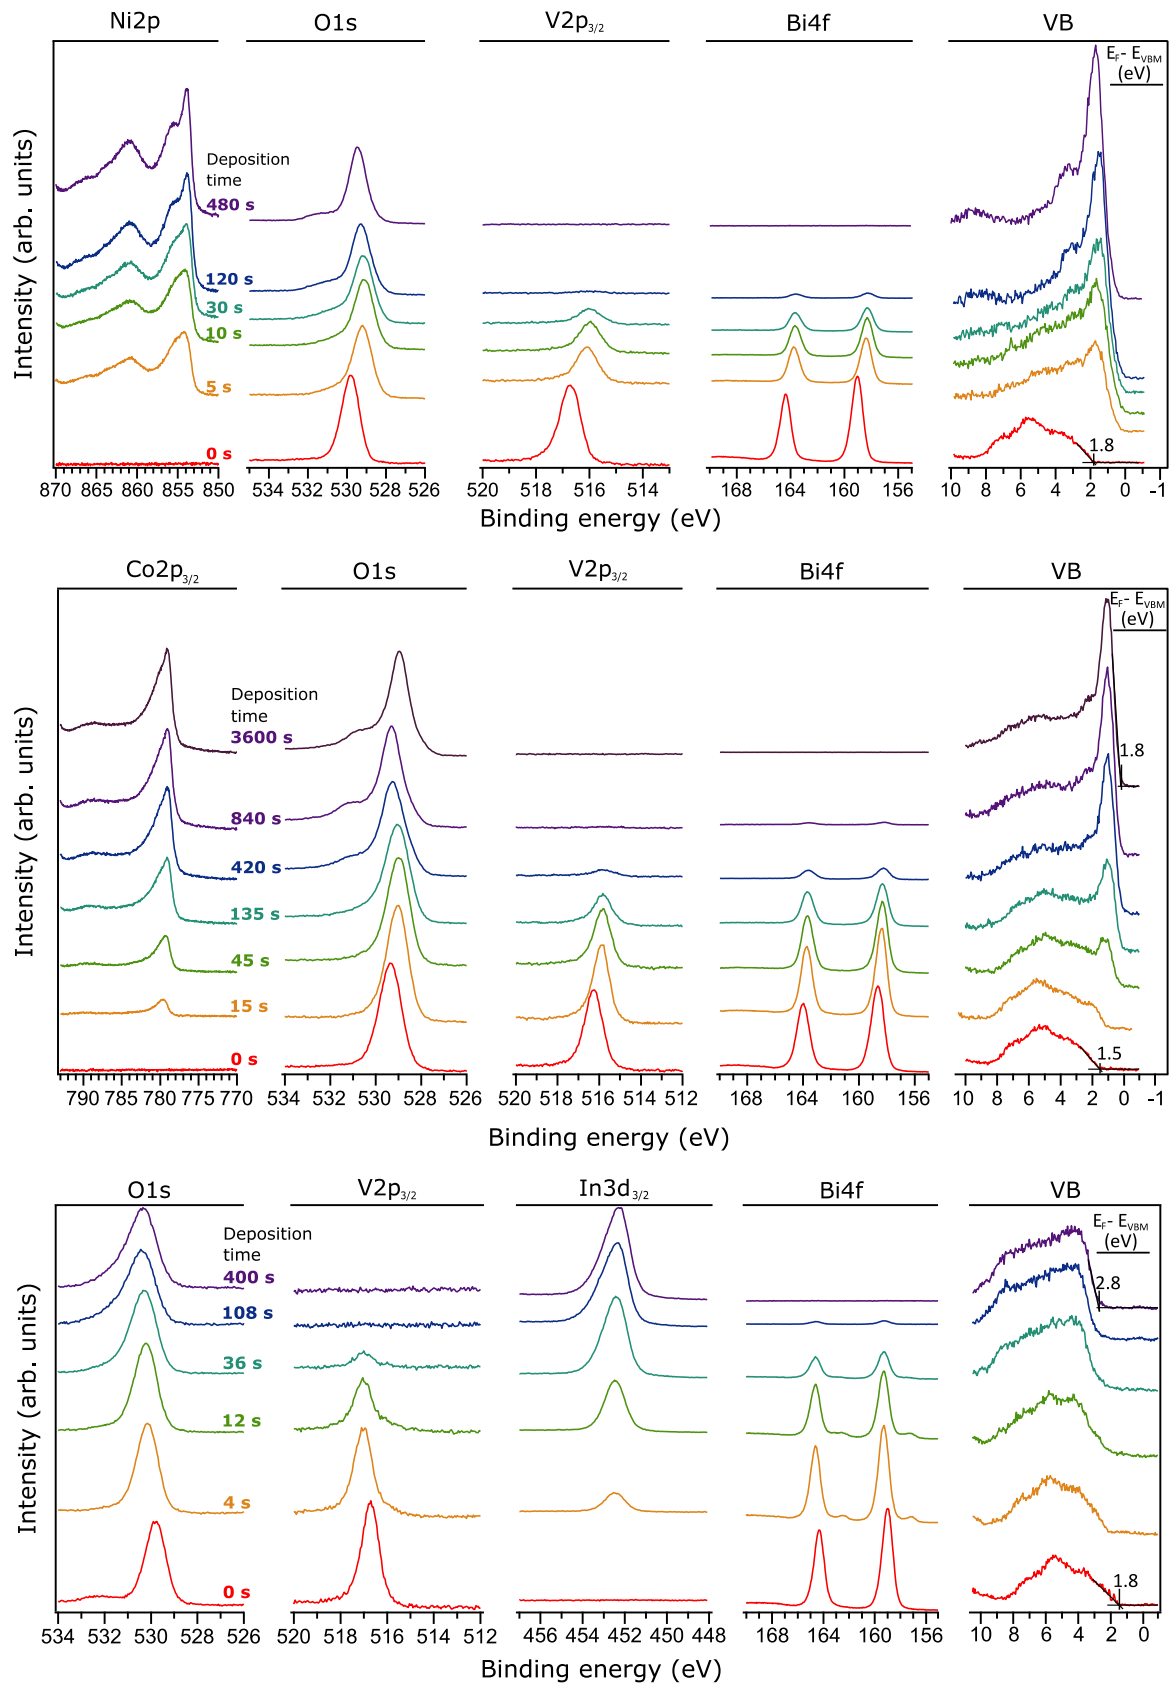 Ni2p O1s V2p3/2 Bi4f VB
EF- EVBM
(eV)
Intensity (arb. units)
Deposition
time
480 s
120 s
30 s
10 s
5 s
0 s
1.8
870 865 860 855 850 534 532 530 528 526 520 518 516 514 168 164 160 156 10 8 6 4 2 0 -1
Binding energy (eV)
Co2p3/2 O1s V2p3/2 Bi4f VB
EF- EVBM
(eV)
Intensity (arb. units)
Deposition
time
3600 s
1.8
840 s
420 s
135 s
45 s
15 s
0 s
1.5
790 785 780 775 770 534 532 530 528 526 520 518 516 514 512 168 164 160 156 10 8 6 4 2 0 -1
Binding energy (eV)
O1s V2p3/2 In3d3/2 Bi4f VB
EF- EVBM
(eV)
Intensity (arb. units)
Deposition
time
400 s
2.8
108 s
36 s
12 s
4 s
0 s
1.8
534 532 530 528 526 520 518 516 514 512 456 454 452 450 448 168 164 160 156 10 8 6 4 2 0
Binding energy (eV)